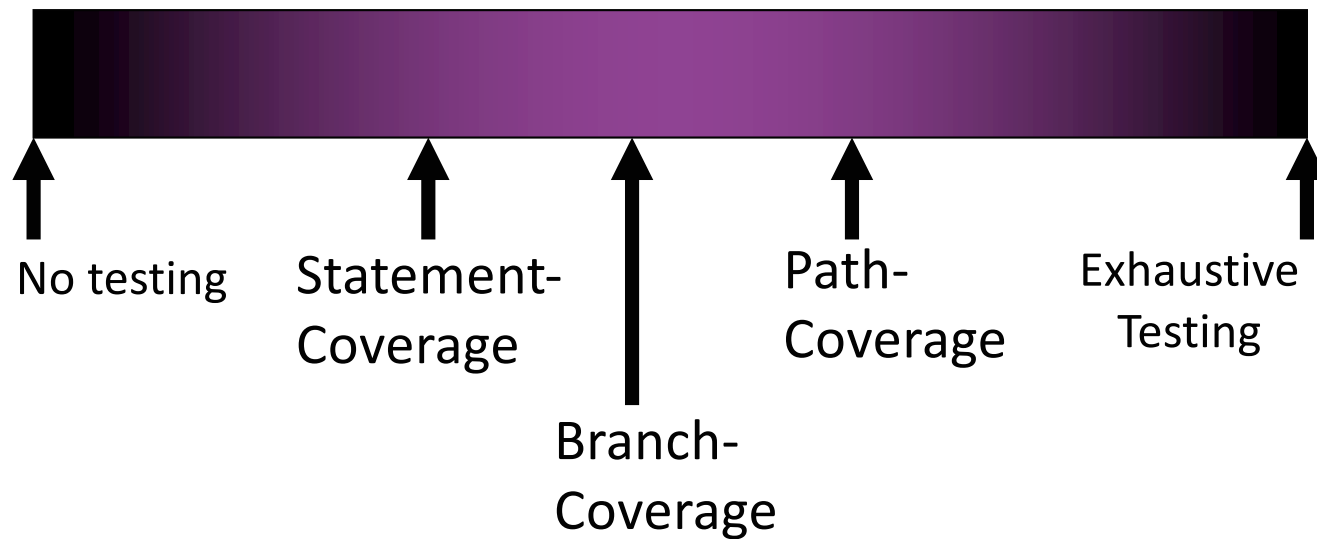 No testing
Statement-
Coverage
Branch-
Coverage
Path-
Coverage
Exhaustive
Testing